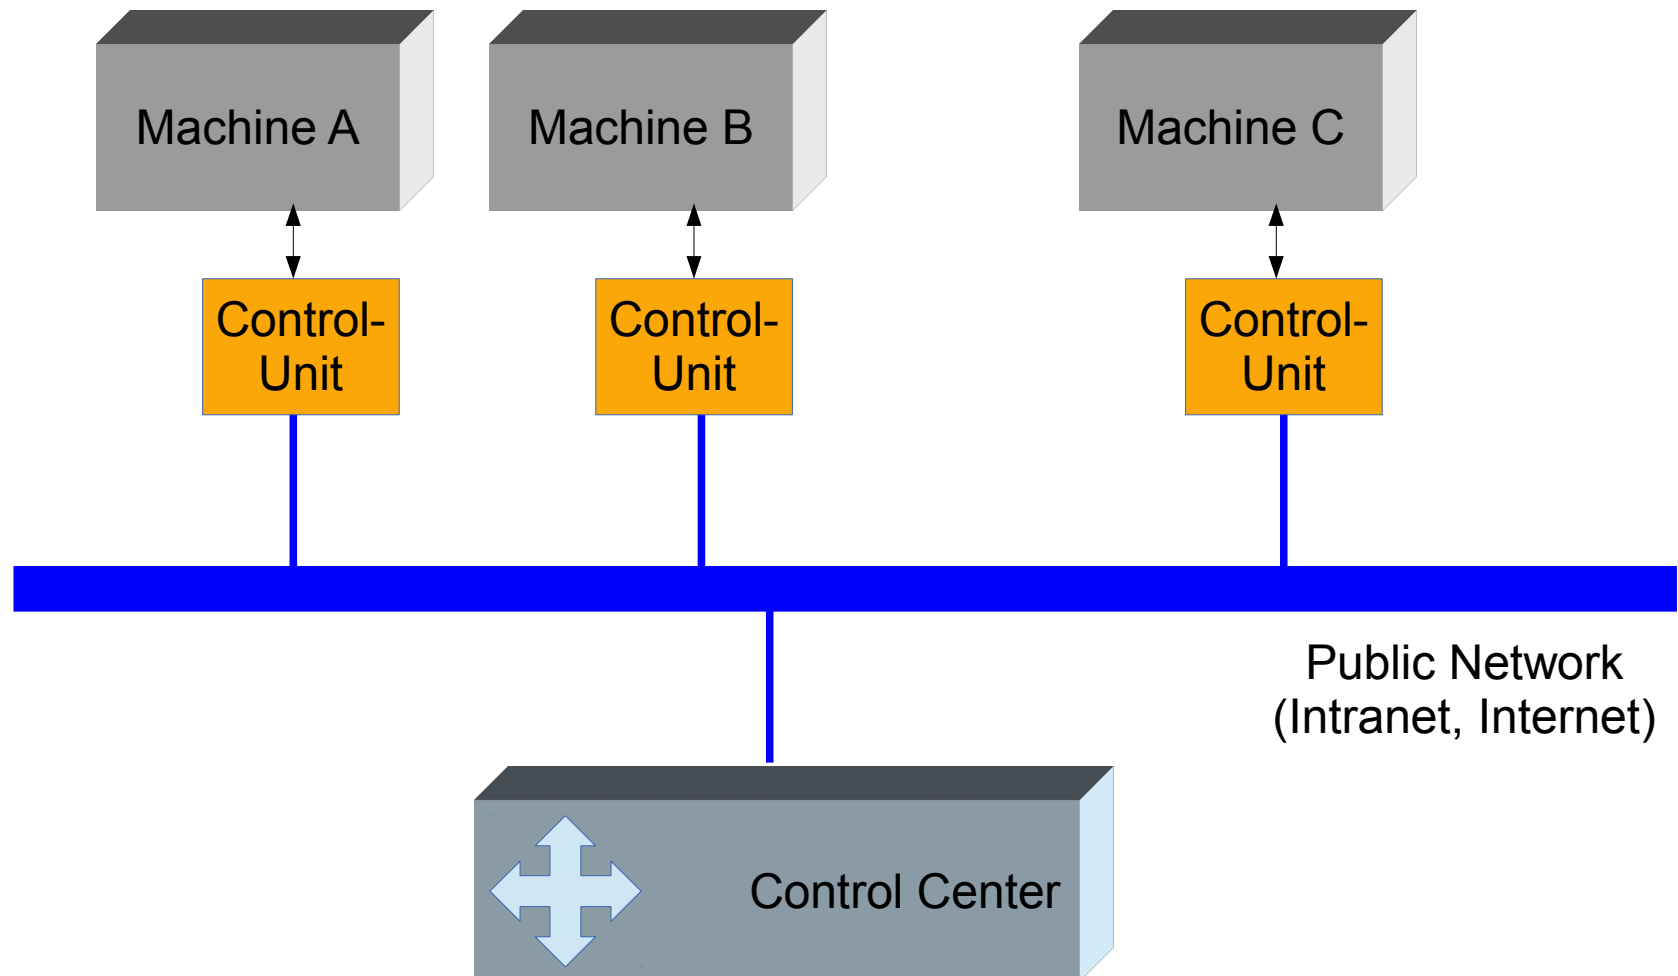 Machine A
Machine B
Machine C
Control-
Unit
Control-
Unit
Control-
Unit
Public Network
(Intranet, Internet)
Control Center